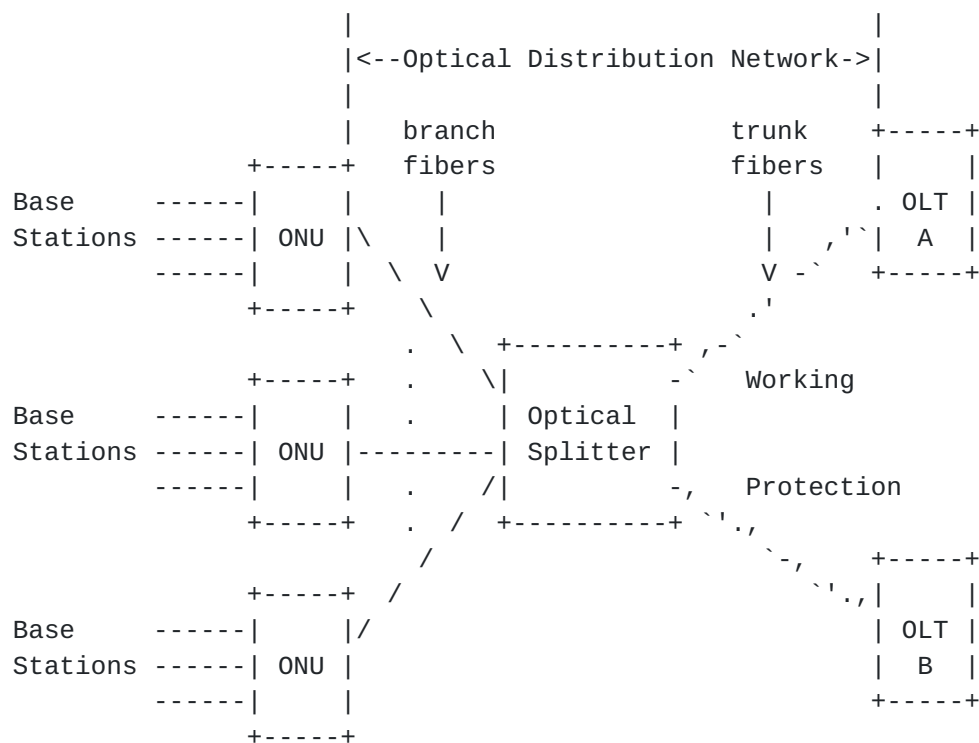 <--Optical Distribution Network->
branch trunk
fibers fibers
Base OLT
Stations ONU A
V V
Working
Base Optical
Stations ONU Splitter
Protection
Base OLT
Stations ONU B